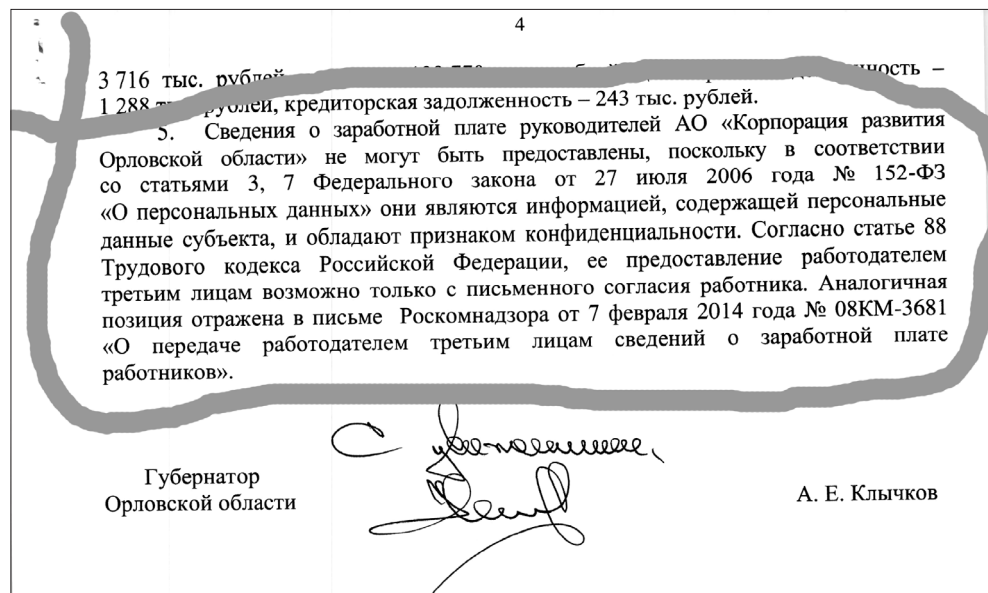 4
3 716 тыс. рублей
1 288 рублей, кредиторская задолженность – 243 тыс. рублей.
5. Сведения о заработной плате руководителей АО «Корпорация развития
Орловской области» не могут быть предоставлены, поскольку в соответствии
со статьями 3, 7 Федерального закона от 27 июля 2006 года № 152-ФЗ
«О персональных данных» они являются информацией, содержащей персональные
данные субъекта, и обладают признаком конфиденциальности. Согласно статье 88
Трудового кодекса Российской Федерации, ее предоставление работодателем
третьим лицам возможно только с письменного согласия работника. Аналогичная
позиция отражена в письме Роскомнадзора от 7 февраля 2014 года № 08КМ-3681
«О передаче работодателем третьим лицам сведений о заработной плате
работников».
С уважением,
Губернатор
Орловской области
А. Е. Клычков